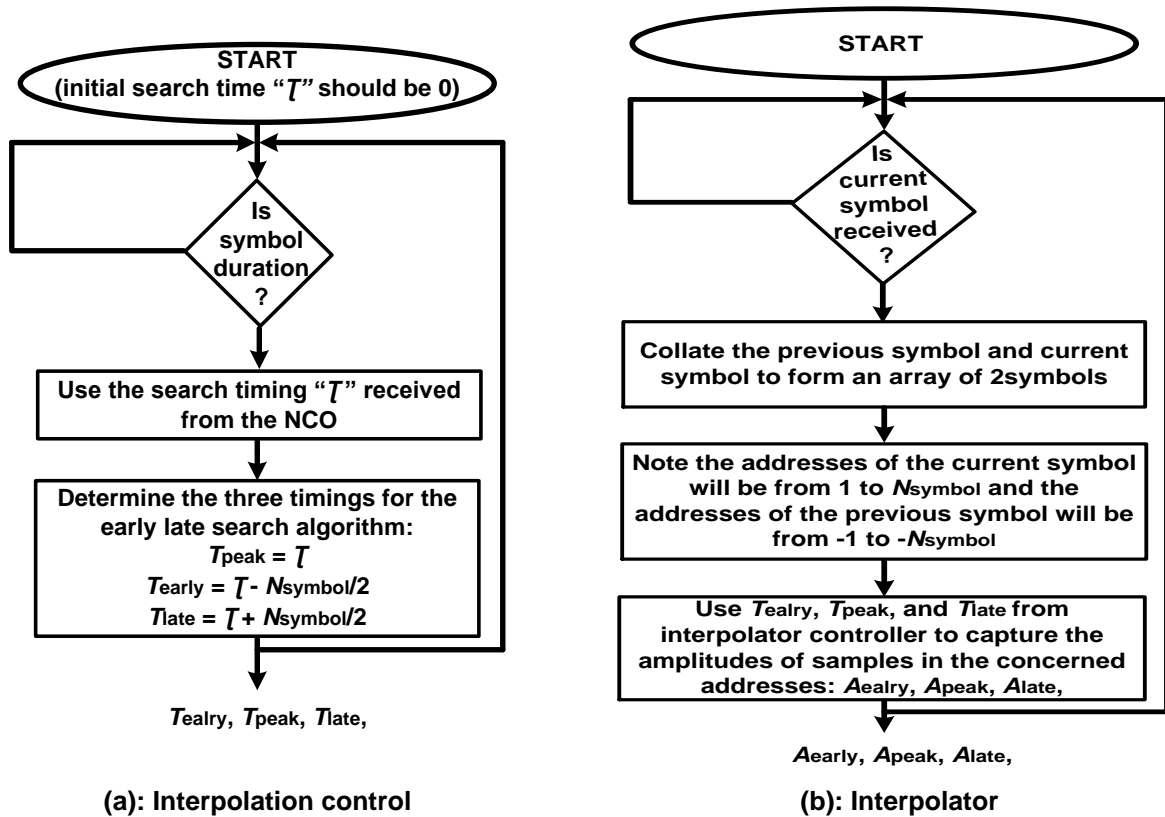 START
(initial search time “Ʈ” should be 0)
Is
symbol
duration
?
Use the search timing “Ʈ” received
from the NCO
Determine the three timings for the
early late search algorithm:
Tpeak = Ʈ
Tearly = Ʈ - Nsymbol/2
Tlate = Ʈ + Nsymbol/2
Tealry, Tpeak, Tlate,
(a): Interpolation control
START
Is
current
symbol
received
?
Collate the previous symbol and current
symbol to form an array of 2symbols
Note the addresses of the current symbol
will be from 1 to Nsymbol and the
addresses of the previous symbol will be
from -1 to -Nsymbol
Use Tealry, Tpeak, and Tlate from
interpolator controller to capture the
amplitudes of samples in the concerned
addresses: Aealry, Apeak, Alate,
Aearly, Apeak, Alate,
(b): Interpolator